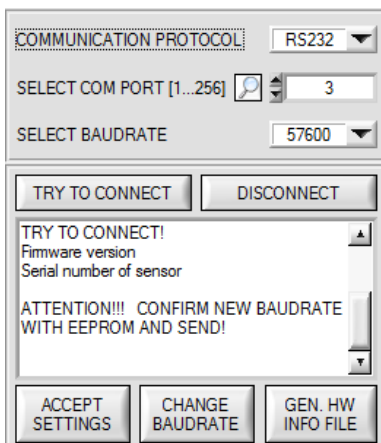 COMMUNICATION PROTOCOL RS232
SELECT COM PORT [1...256] 3
SELECT BAUDRATE 57600
TRY TO CONNECT DISCONNECT
TRY TO CONNECT!
Firmware version
Serial number of sensor
ATTENTION!!! CONFIRM NEW BAUDRATE
WITH EEPROM AND SEND!
ACCEPT SETTINGS CHANGE BAUDRATE GEN. HW INFO FILE